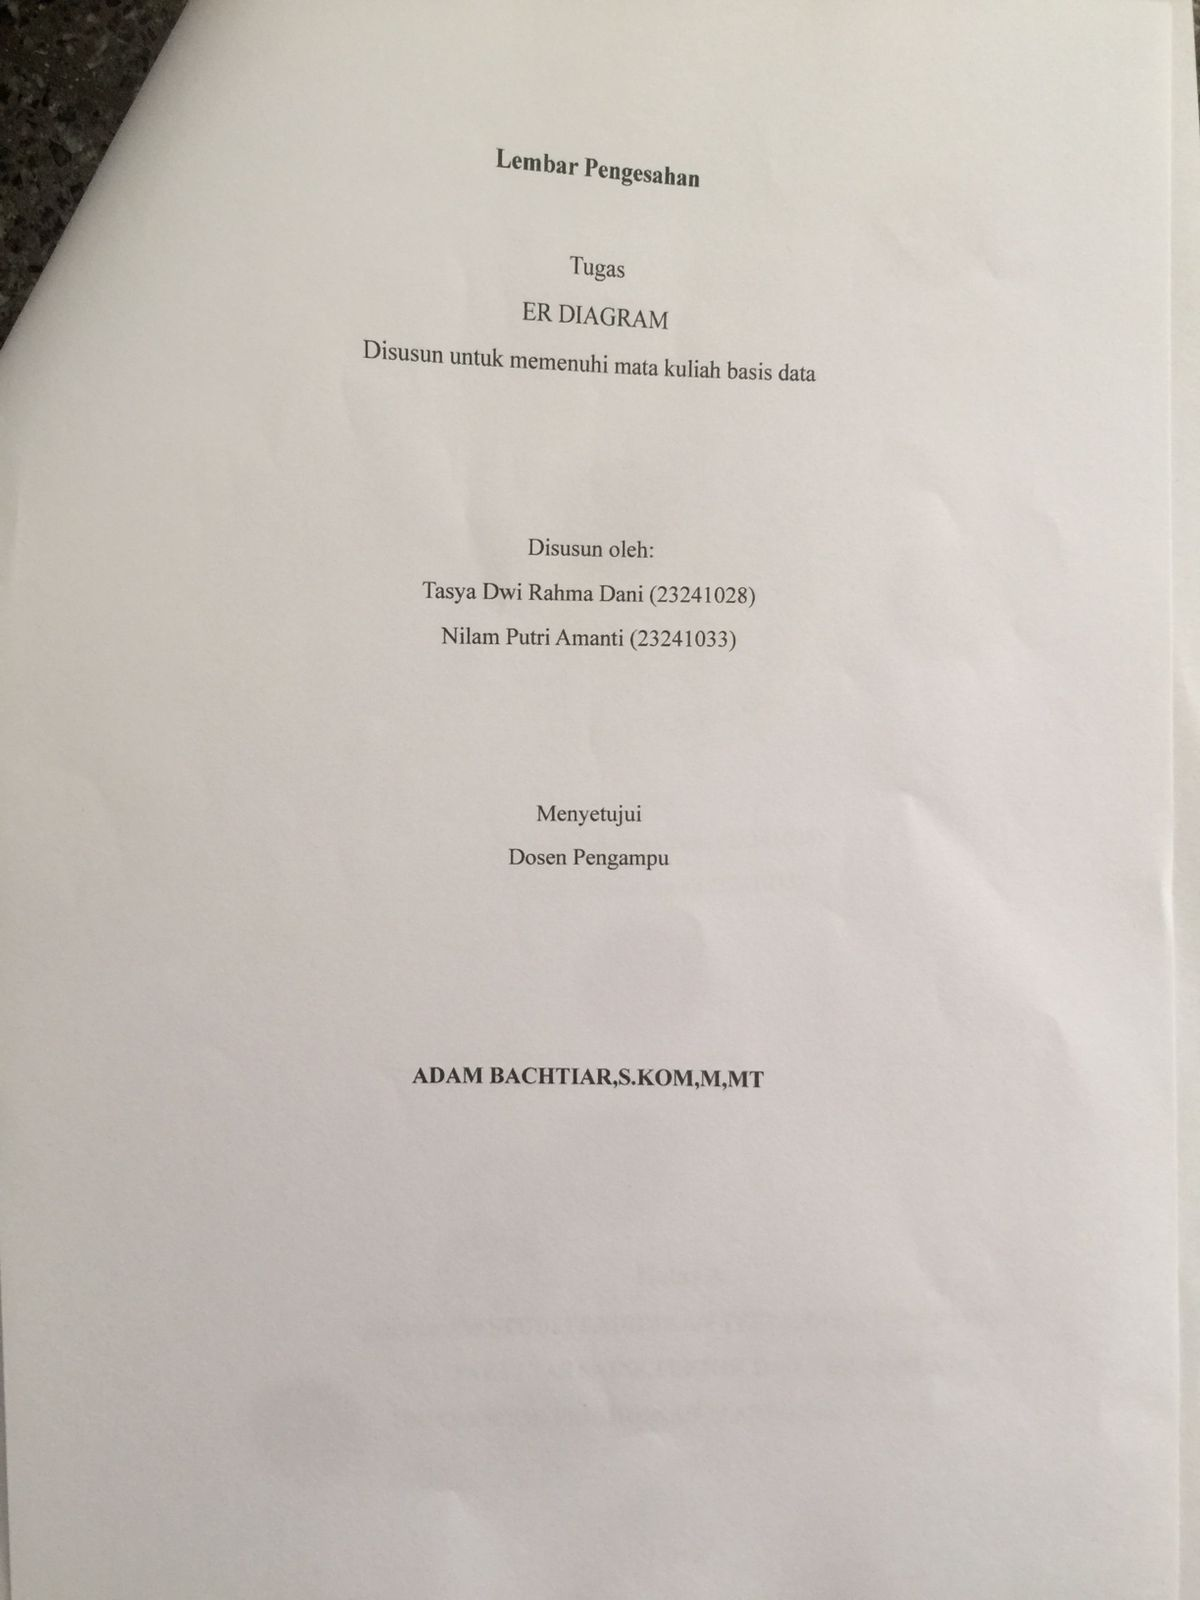 Lembar Pengesahan
Tugas
ER DIAGRAM
Disusun untuk memenuhi mata kuliah basis data
Disusun oleh:
Tasya Dwi Rahma Dani (23241028)
Nilam Putri Amanti (23241033)
Menyetujui
Dosen Pengampu
ADAM BACHTIAR,S.KOM,M,MT